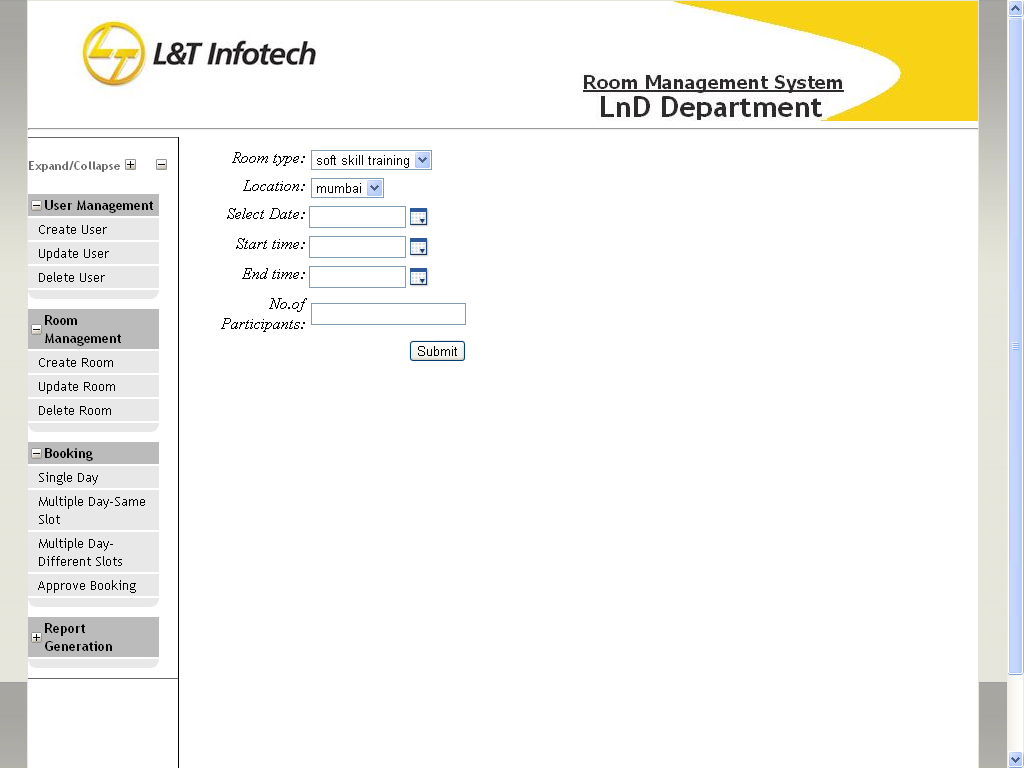 LT
L&T Infotech
Room Management System
LnD Department
Expand/Collapse
User Management
Create User
Update User
Delete User
Room
Management
Create Room
Update Room
Delete Room
Booking
Single Day
Multiple Day-Same
Slot
Multiple Day-
Different Slots
Approve Booking
Report
Generation
Room type: soft skill training
Location: mumbai
Select Date:
Start time:
End time:
No.of
Participants:
Submit